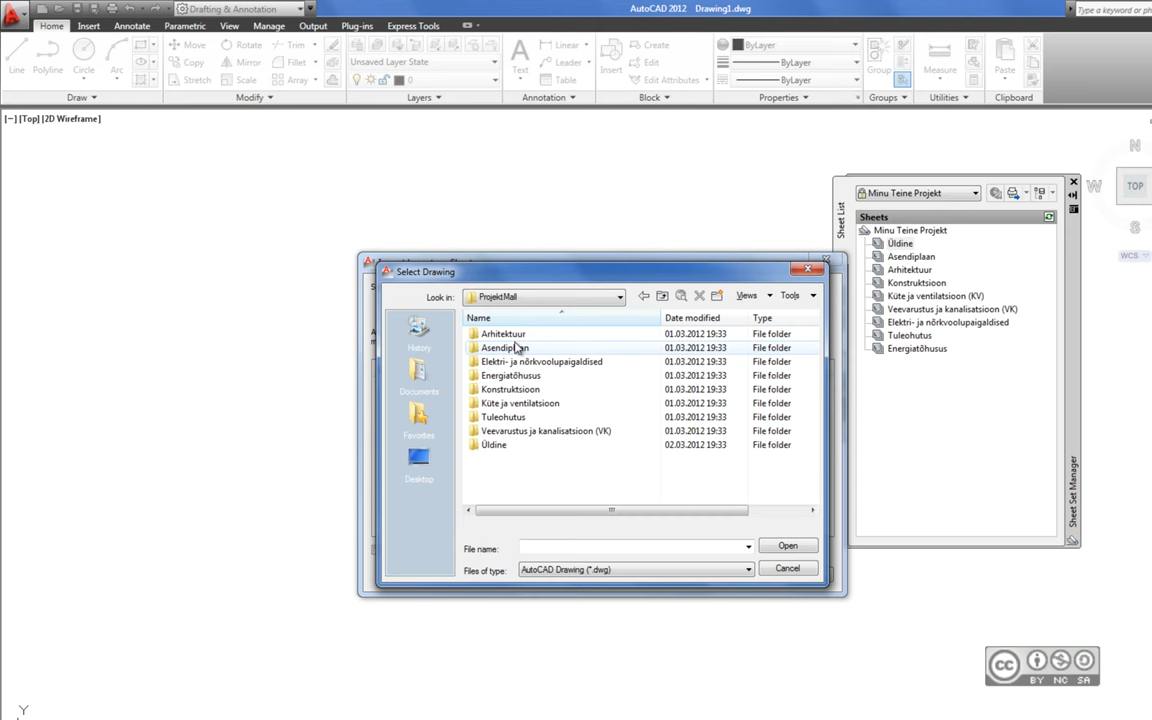 Drafting & Annotation
AutoCAD 2012 Drawing1.dwg
Type a keyword or phrase
Home Insert Annotate Parametric View Manage Output Plug-ins Express Tools
Line Polyline Circle Arc
Move Rotate Trim
Copy Mirror Fillet
Stretch Scale Array
Unsaved Layer State
0
Text
Linear
Leader
Table
Insert
Create
Edit
Edit Attributes
ByLayer
ByLayer
ByLayer
Group
Measure
Paste
Draw Modify Layers Annotation Block Properties Groups Utilities Clipboard
[−] [Top] [2D Wireframe]
N
W
TOP
S
WCS
Sheet List
Minu Teine Projekt
Sheets
Minu Teine Projekt
Üldine
Asendiplaan
Arhitektuur
Konstruktsioon
Küte ja ventilatsioon (KV)
Veevarustus ja kanalisatsioon (VK)
Elektri- ja nõrkvoolupaigaldised
Tuleohutus
Energiatõhusus
Sheet Set Manager
Select Drawing
Look in: ProjektMall
Views Tools
Name Date modified Type
Arhitektuur 01.03.2012 19:33 File folder
Asendiplaan 01.03.2012 19:33 File folder
Elektri- ja nõrkvoolupaigaldised 01.03.2012 19:33 File folder
Energiatõhusus 01.03.2012 19:33 File folder
Konstruktsioon 01.03.2012 19:33 File folder
Küte ja ventilatsioon 01.03.2012 19:33 File folder
Tuleohutus 01.03.2012 19:33 File folder
Veevarustus ja kanalisatsioon (VK) 01.03.2012 19:33 File folder
Üldine 02.03.2012 19:33 File folder
History
Documents
Favorites
Desktop
File name:
Open
Files of type: AutoCAD Drawing (*.dwg)
Cancel
cc
BY NC SA
Y